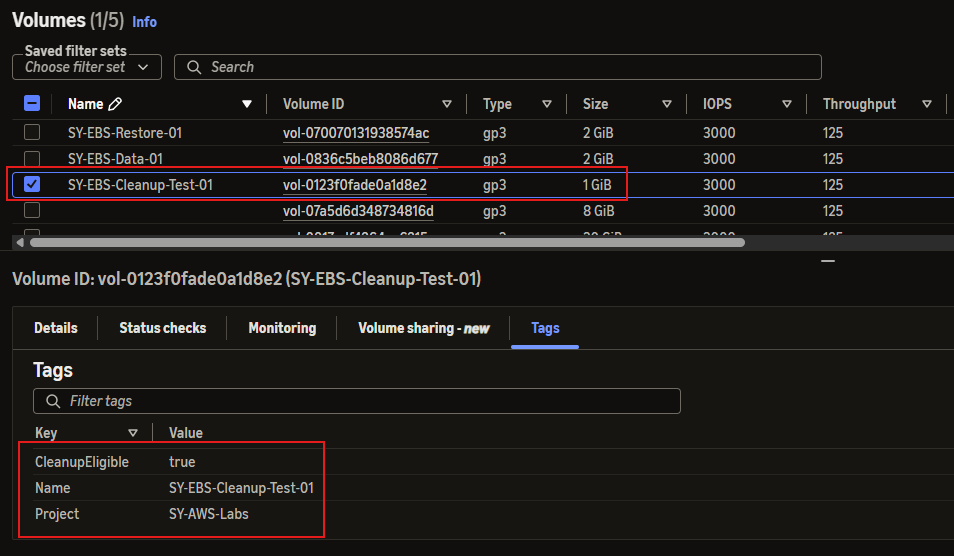 Volumes (1/5) Info
Saved filter sets
Choose filter set Search
Name Volume ID Type Size IOPS Throughput
SY-EBS-Restore-01 vol-070070131938574ac gp3 2 GiB 3000 125
SY-EBS-Data-01 vol-0836c5beb8086d677 gp3 2 GiB 3000 125
SY-EBS-Cleanup-Test-01 vol-0123f0fade0a1d8e2 gp3 1 GiB 3000 125
vol-07a5d6d348734816d gp3 8 GiB 3000 125
Volume ID: vol-0123f0fade0a1d8e2 (SY-EBS-Cleanup-Test-01)
Details Status checks Monitoring Volume sharing - new Tags
Tags
Filter tags
Key Value
CleanupEligible true
Name SY-EBS-Cleanup-Test-01
Project SY-AWS-Labs